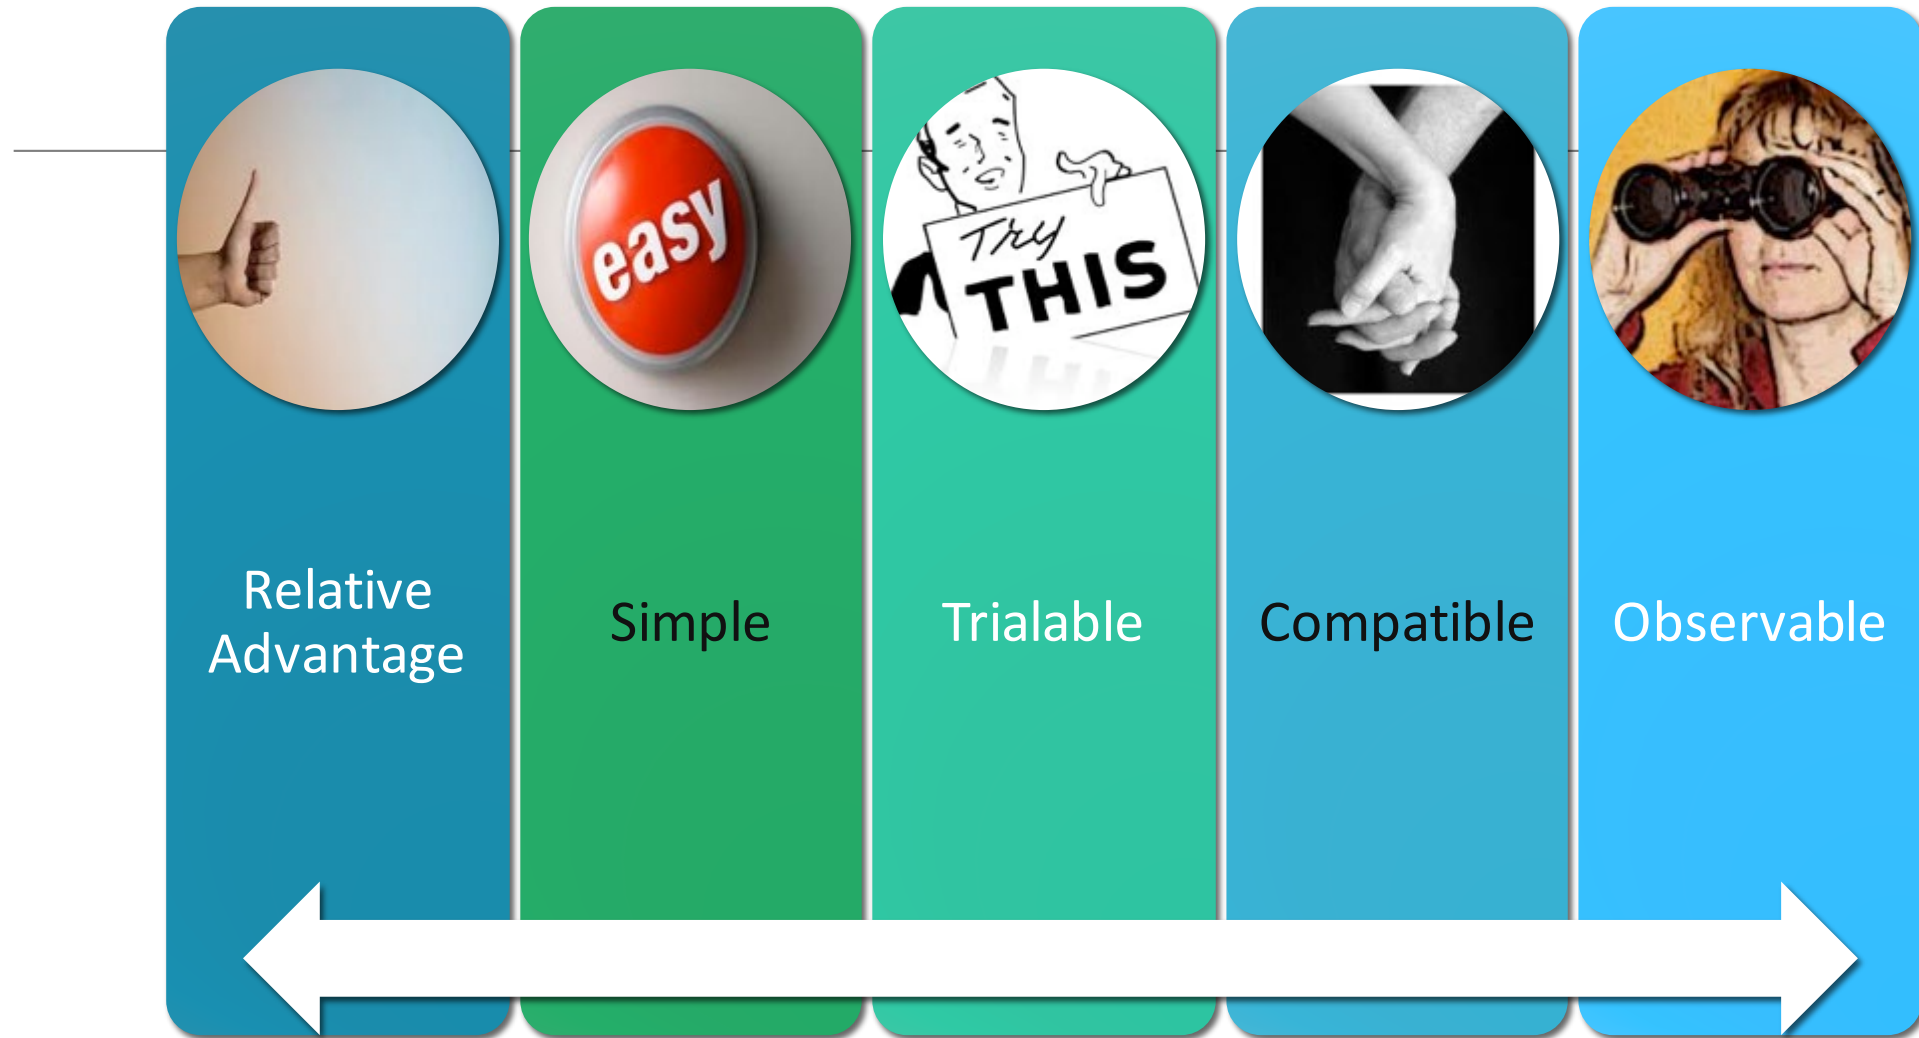 easy
Try
THIS
Relative
Advantage
Simple
Trialable
Compatible
Observable